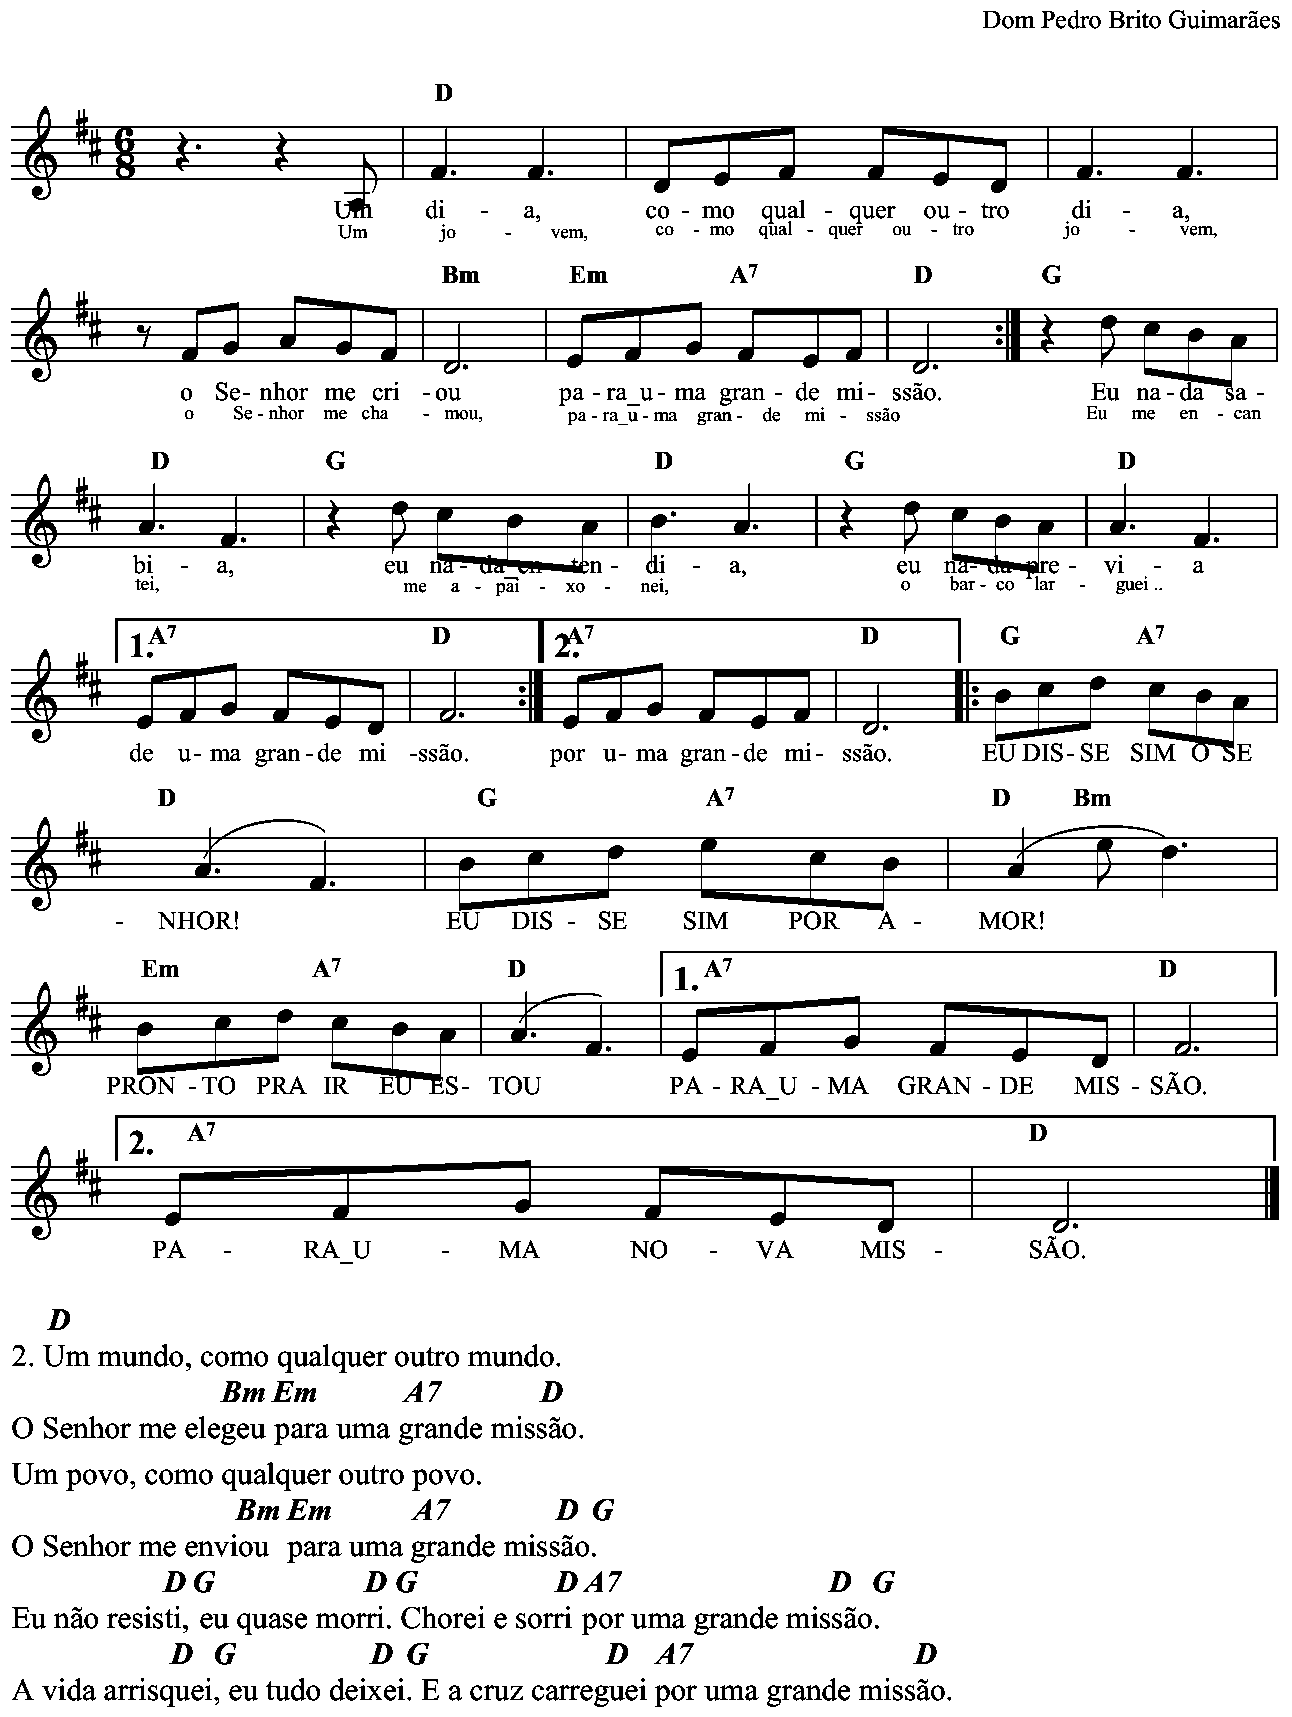 Dom Pedro Brito Guimarães
D
6/8
Um di - a, co - mo qual - quer ou - tro di - a,
Um jo - vem, co - mo qual - quer ou - tro jo - vem,
Bm Em A7 D G
o Se- nhor me cri - ou pa - ra_u - ma gran - de mi - ssão. Eu na - da sa-
o Se - nhor me cha - mou, pa - ra_u - ma gran - de mi - ssão Eu me en - can
D G D G D
bi - a, eu na - da_en - ten- di - a, eu na- da pre - vi - a
tei, me a - pai - xo - nei, o bar - co lar - guei ..
1. A7 D 2. A7 D G A7
de u - ma gran - de mi -ssão. por u - ma gran - de mi- ssão. EU DIS- SE SIM O SE
D G A7 D Bm
- NHOR! EU DIS - SE SIM POR A - MOR!
Em A7 D 1. A7 D
PRON - TO PRA IR EU ES- TOU PA - RA_U - MA GRAN - DE MIS - SÃO.
2. A7 D
PA - RA_U - MA NO - VA MIS - SÃO.
D
2. Um mundo, como qualquer outro mundo.
Bm Em A7 D
O Senhor me elegeu para uma grande missão.
Um povo, como qualquer outro povo.
Bm Em A7 D G
O Senhor me enviou para uma grande missão.
D G D G D A7 D G
Eu não resisti, eu quase morri. Chorei e sorri por uma grande missão.
D G D G D A7 D
A vida arrisquei, eu tudo deixei. E a cruz carreguei por uma grande missão.